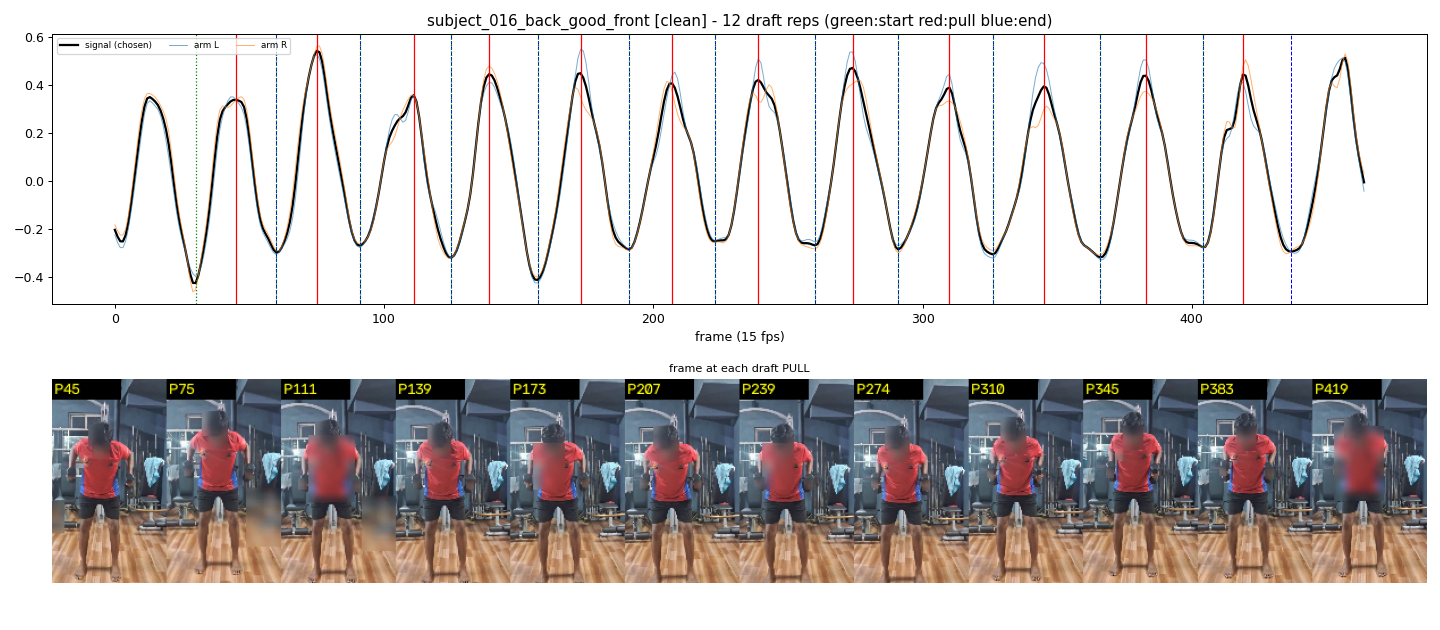 subject_016_back_good_front [clean] - 12 draft reps (green:start red:pull blue:end)
signal (chosen) arm L arm R
0.6
0.4
0.2
0.0
−0.2
−0.4
0 100 200 300 400
frame (15 fps)
frame at each draft PULL
P45 P75 P111 P139 P173 P207 P239 P274 P310 P345 P383 P419